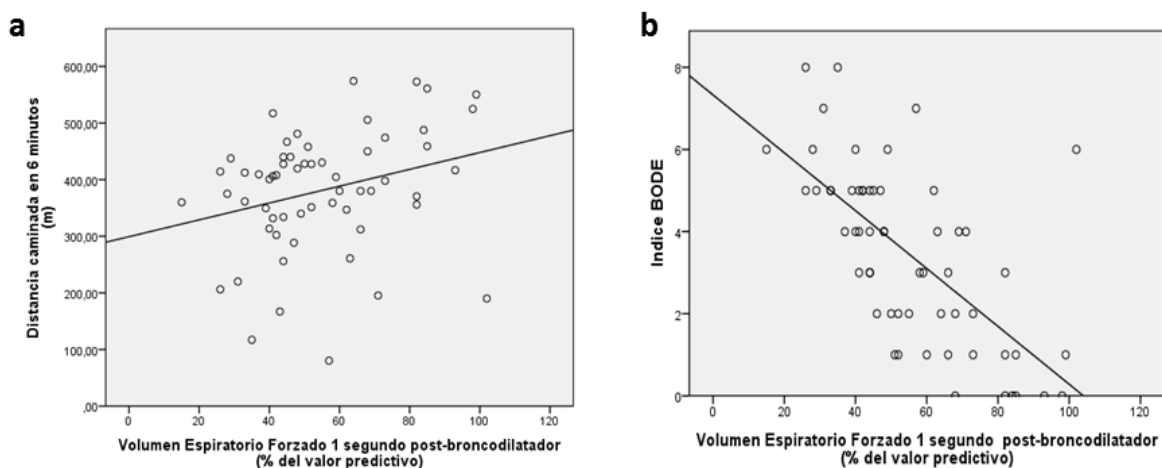 a
Distancia caminada en 6 minutos
(m)
600,00
500,00
400,00
300,00
200,00
100,00
,00
0 20 40 60 80 100 120
Volumen Espiratorio Forzado 1 segundo post-broncodilatador
(% del valor predictivo)
b
Indice BODE
8
6
4
2
0
0 20 40 60 80 100 120
Volumen Espiratorio Forzado 1 segundo post-broncodilatador
(% del valor predictivo)